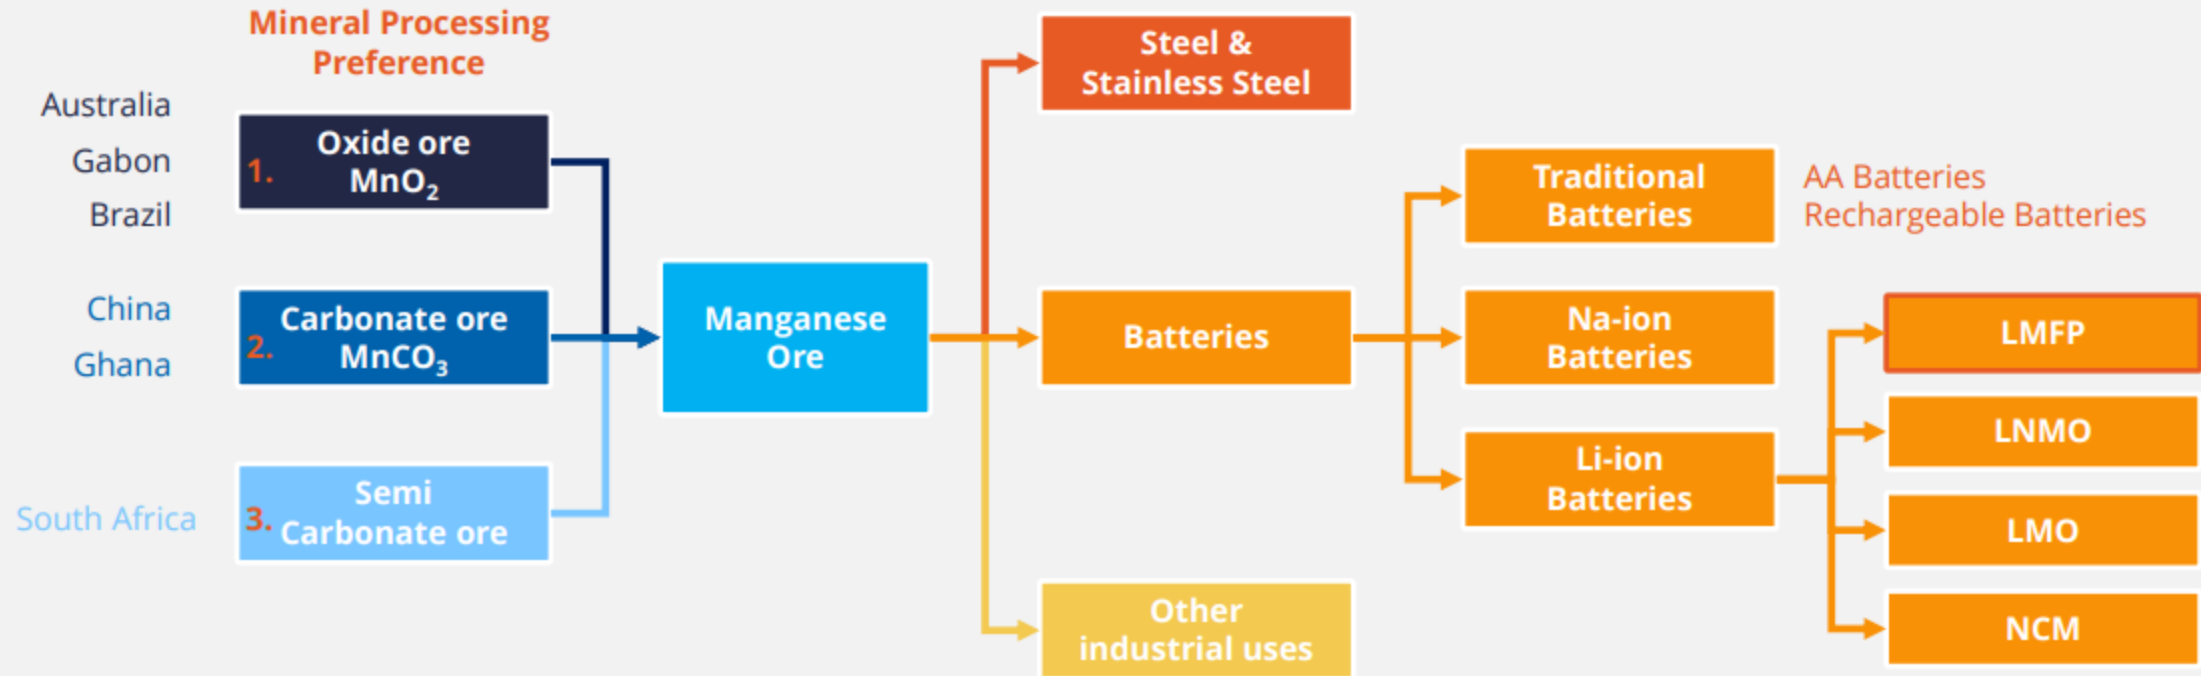 Mineral Processing
Preference
Australia
Gabon
Brazil
1.
Oxide ore
MnO₂
China
Ghana
2.
Carbonate ore
MnCO₃
South Africa
3.
Semi
Carbonate ore
Manganese
Ore
Steel &
Stainless Steel
Batteries
Other
industrial uses
Traditional
Batteries
AA Batteries
Rechargeable Batteries
Na-ion
Batteries
Li-ion
Batteries
LMFP
LNMO
LMO
NCM